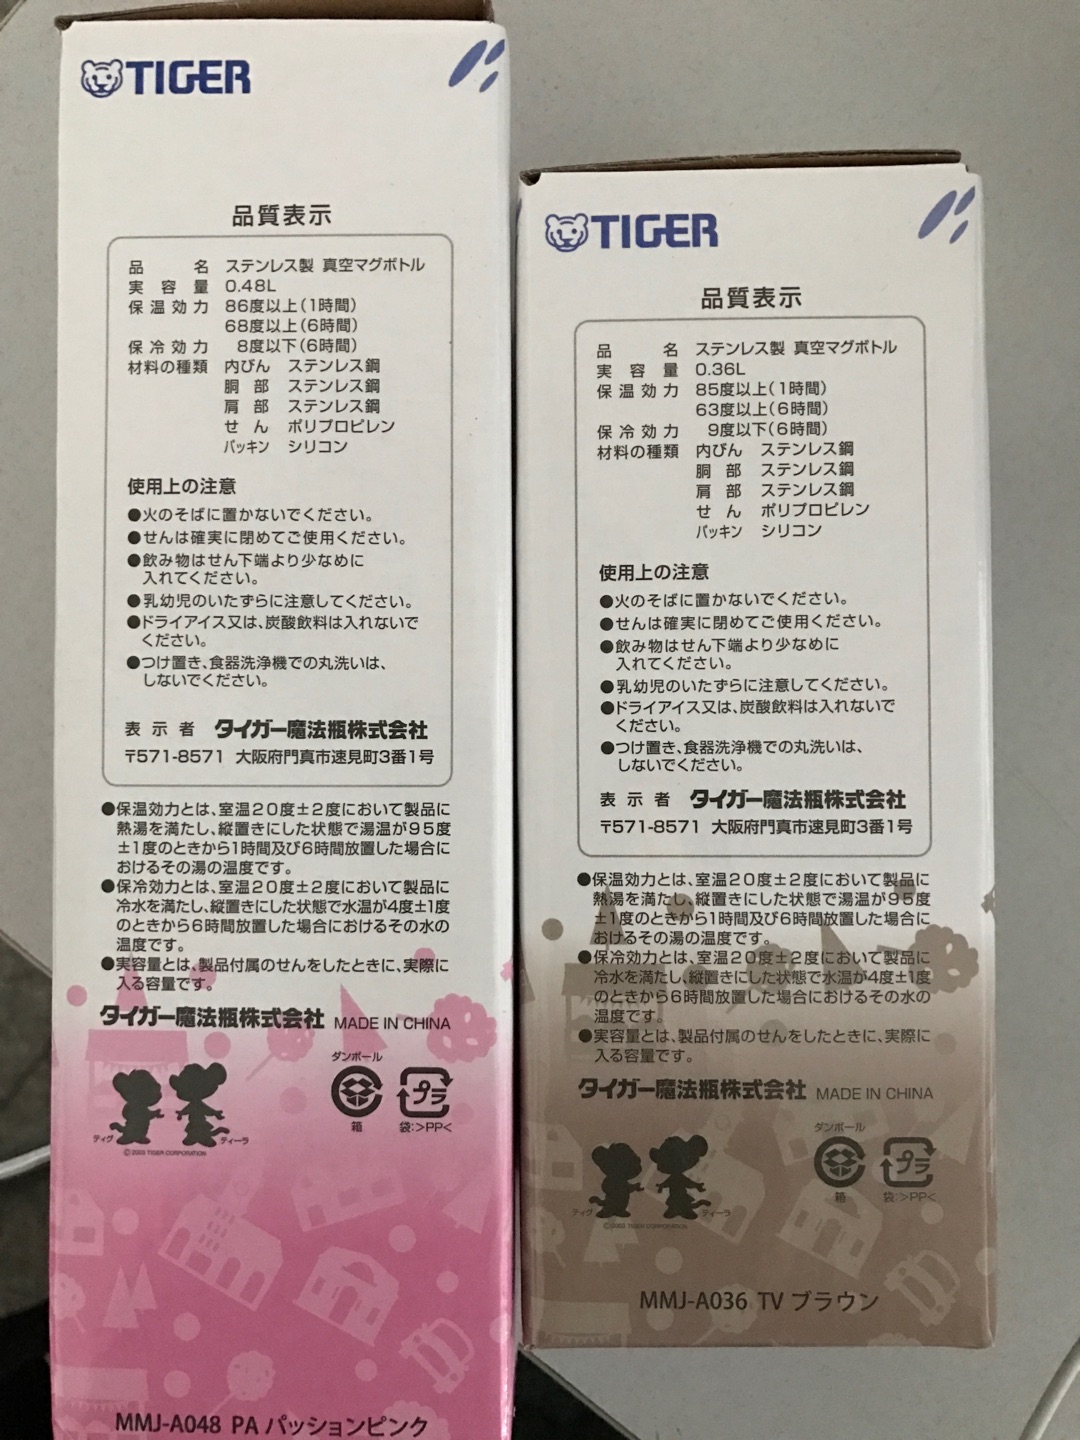 TIGER
品質表示
品名 ステンレス製 真空マグボトル
実容量 0.48L
保温効力 86度以上(1時間)
68度以上(6時間)
保冷効力 8度以下(6時間)
材料の種類 内びん ステンレス鋼
胴部 ステンレス鋼
肩部 ステンレス鋼
せん ポリプロピレン
パッキン シリコン
使用上の注意
●火のそばに置かないでください。
●せんは確実に閉めてご使用ください。
●飲み物はせん下端より少なめに
入れてください。
●乳幼児のいたずらに注意してください。
●ドライアイス又は、炭酸飲料は入れないで
ください。
●つけ置き、食器洗浄機での丸洗いは、
しないでください。
表示者 タイガー魔法瓶株式会社
〒571-8571 大阪府門真市速見町3番1号
●保温効力とは、室温20度±2度において製品に
熱湯を満たし、縦置きにした状態で湯温が95度
±1度のときから1時間及び6時間放置した場合に
おけるその湯の温度です。
●保冷効力とは、室温20度±2度において製品に
冷水を満たし、縦置きにした状態で水温が4度±1度
のときから6時間放置した場合におけるその水の
温度です。
●実容量とは、製品付属のせんをしたときに、実際に
入る容量です。
タイガー魔法瓶株式会社 MADE IN CHINA
ダンボール
箱
プラ
袋:>PP<
ティグ
ティーラ
©2003 TIGER CORPORATION
MMJ-A048 PA パッションピンク
TIGER
品質表示
品名 ステンレス製 真空マグボトル
実容量 0.36L
保温効力 85度以上(1時間)
63度以上(6時間)
保冷効力 9度以下(6時間)
材料の種類 内びん ステンレス鋼
胴部 ステンレス鋼
肩部 ステンレス鋼
せん ポリプロピレン
パッキン シリコン
使用上の注意
●火のそばに置かないでください。
●せんは確実に閉めてご使用ください。
●飲み物はせん下端より少なめに
入れてください。
●乳幼児のいたずらに注意してください。
●ドライアイス又は、炭酸飲料は入れないで
ください。
●つけ置き、食器洗浄機での丸洗いは、
しないでください。
表示者 タイガー魔法瓶株式会社
〒571-8571 大阪府門真市速見町3番1号
●保温効力とは、室温20度±2度において製品に
熱湯を満たし、縦置きにした状態で湯温が95度
±1度のときから1時間及び6時間放置した場合に
おけるその湯の温度です。
●保冷効力とは、室温20度±2度において製品に
冷水を満たし、縦置きにした状態で水温が4度±1度
のときから6時間放置した場合におけるその水の
温度です。
●実容量とは、製品付属のせんをしたときに、実際に
入る容量です。
タイガー魔法瓶株式会社 MADE IN CHINA
ダンボール
箱
プラ
袋:>PP<
ティグ
ティーラ
©2003 TIGER CORPORATION
MMJ-A036 TV ブラウン